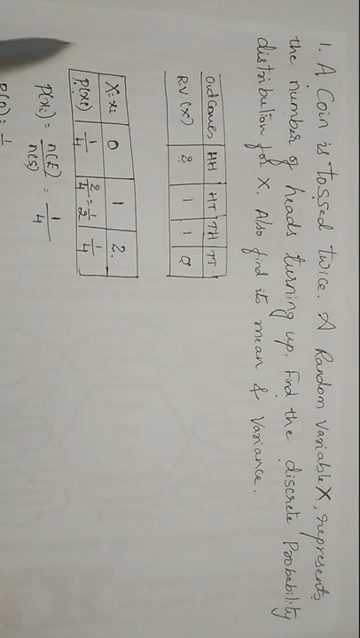 1. A Coin is tossed twice. A Random Variable X, represents
the number of heads turning up. Find the discrete Probability
distribution for X. Also find its mean & Variance.
Outcomes HH HT TH TT
RV (X) 2 1 1 0
X=xi 0 1 2.
P(xi) 1/4 2/4=1/2 1/4
P(xi) = n(E)/n(S) = 1/4
P(0) = 1